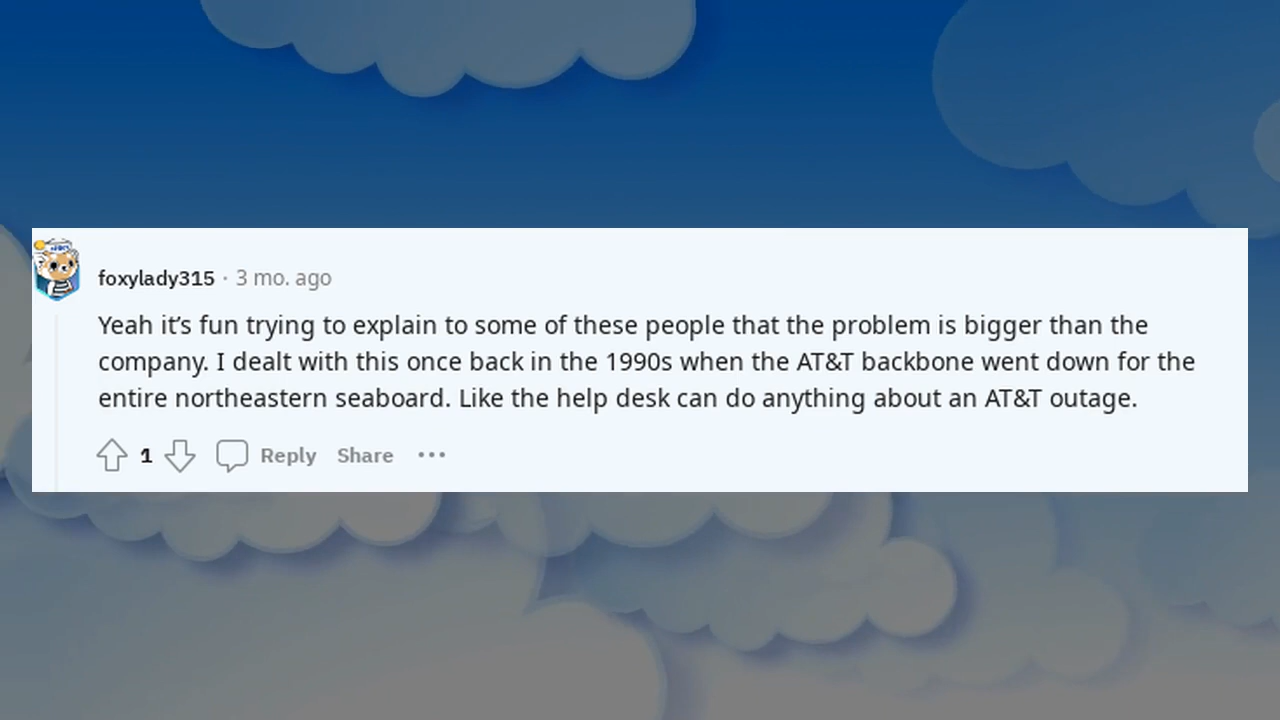 foxylady315 · 3 mo. ago
Yeah it’s fun trying to explain to some of these people that the problem is bigger than the
company. I dealt with this once back in the 1990s when the AT&T backbone went down for the
entire northeastern seaboard. Like the help desk can do anything about an AT&T outage.
1 Reply Share ···